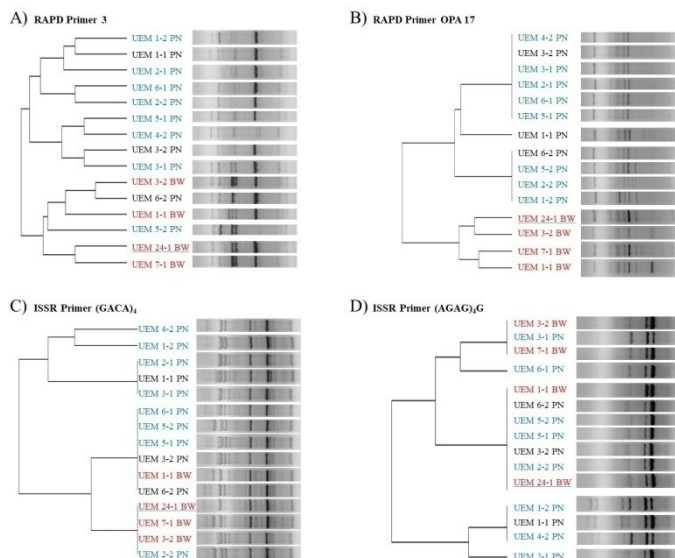 A) RAPD Primer 3
UEM 1-2 PN
UEM 1-1 PN
UEM 2-1 PN
UEM 6-1 PN
UEM 2-2 PN
UEM 5-1 PN
UEM 4-2 PN
UEM 3-2 PN
UEM 3-1 PN
UEM 3-2 BW
UEM 6-2 PN
UEM 1-1 BW
UEM 5-2 PN
UEM 24-1 BW
UEM 7-1 BW
B) RAPD Primer OPA 17
UEM 4-2 PN
UEM 3-2 PN
UEM 3-1 PN
UEM 2-1 PN
UEM 6-1 PN
UEM 5-1 PN
UEM 1-1 PN
UEM 6-2 PN
UEM 5-2 PN
UEM 2-2 PN
UEM 1-2 PN
UEM 24-1 BW
UEM 3-2 BW
UEM 7-1 BW
UEM 1-1 BW
C) ISSR Primer (GACA)₄
UEM 4-2 PN
UEM 1-2 PN
UEM 2-1 PN
UEM 1-1 PN
UEM 3-1 PN
UEM 6-1 PN
UEM 5-2 PN
UEM 5-1 PN
UEM 3-2 PN
UEM 1-1 BW
UEM 6-2 PN
UEM 24-1 BW
UEM 7-1 BW
UEM 3-2 BW
UEM 2-2 PN
D) ISSR Primer (AGAG)₄G
UEM 3-2 BW
UEM 3-1 PN
UEM 7-1 BW
UEM 6-1 PN
UEM 1-1 BW
UEM 6-2 PN
UEM 5-2 PN
UEM 5-1 PN
UEM 3-2 PN
UEM 2-2 PN
UEM 24-1 BW
UEM 1-2 PN
UEM 1-1 PN
UEM 4-2 PN
UEM 2-1 PN